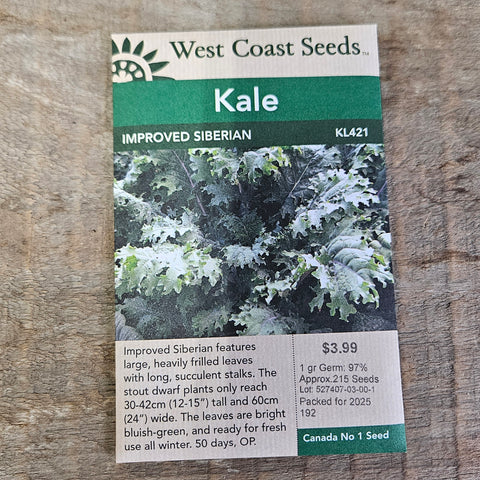 West Coast Seeds™
Kale
IMPROVED SIBERIAN KL421
Improved Siberian features
large, heavily frilled leaves
with long, succulent stalks. The
stout dwarf plants only reach
30-42cm (12-15”) tall and 60cm
(24”) wide. The leaves are bright
bluish-green, and ready for fresh
use all winter. 50 days, OP.
$3.99
1 gr Germ: 97%
Approx.215 Seeds
Lot: 527407-03-00-1
Packed for 2025
192
Canada No 1 Seed